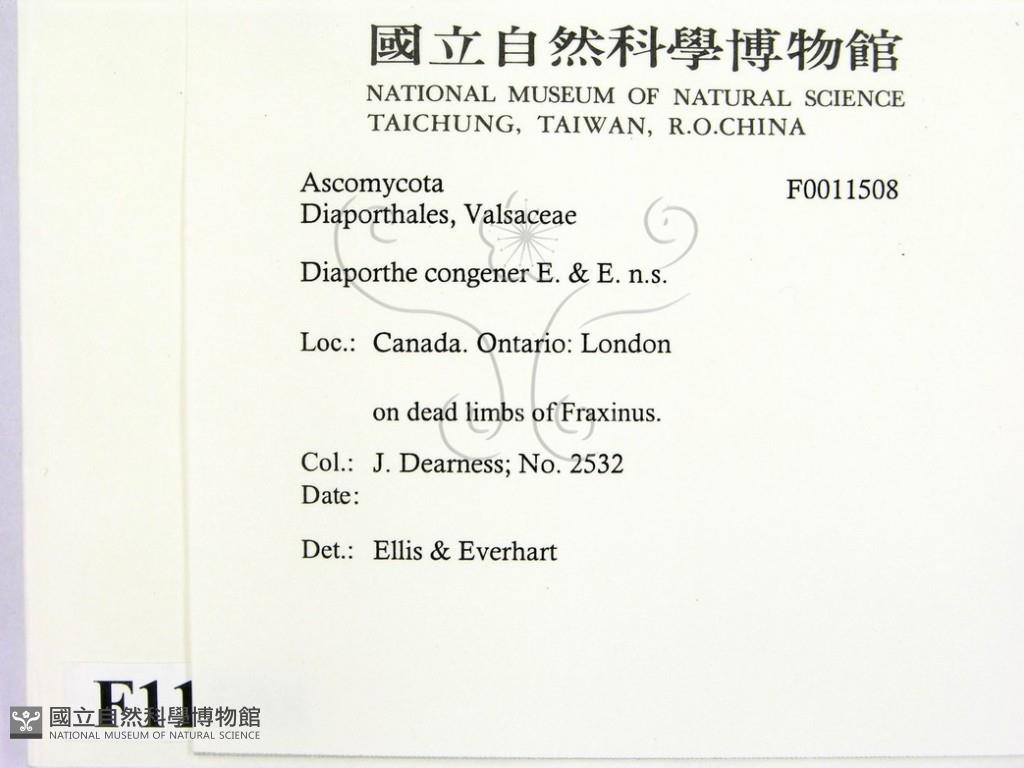 國立自然科學博物館
NATIONAL MUSEUM OF NATURAL SCIENCE
TAICHUNG, TAIWAN, R.O.CHINA
Ascomycota F0011508
Diaporthales, Valsaceae
Diaporthe congener E. & E. n.s.
Loc.: Canada. Ontario: London
on dead limbs of Fraxinus.
Col.: J. Dearness; No. 2532
Date:
Det.: Ellis & Everhart
F11
國立自然科學博物館
NATIONAL MUSEUM OF NATURAL SCIENCE